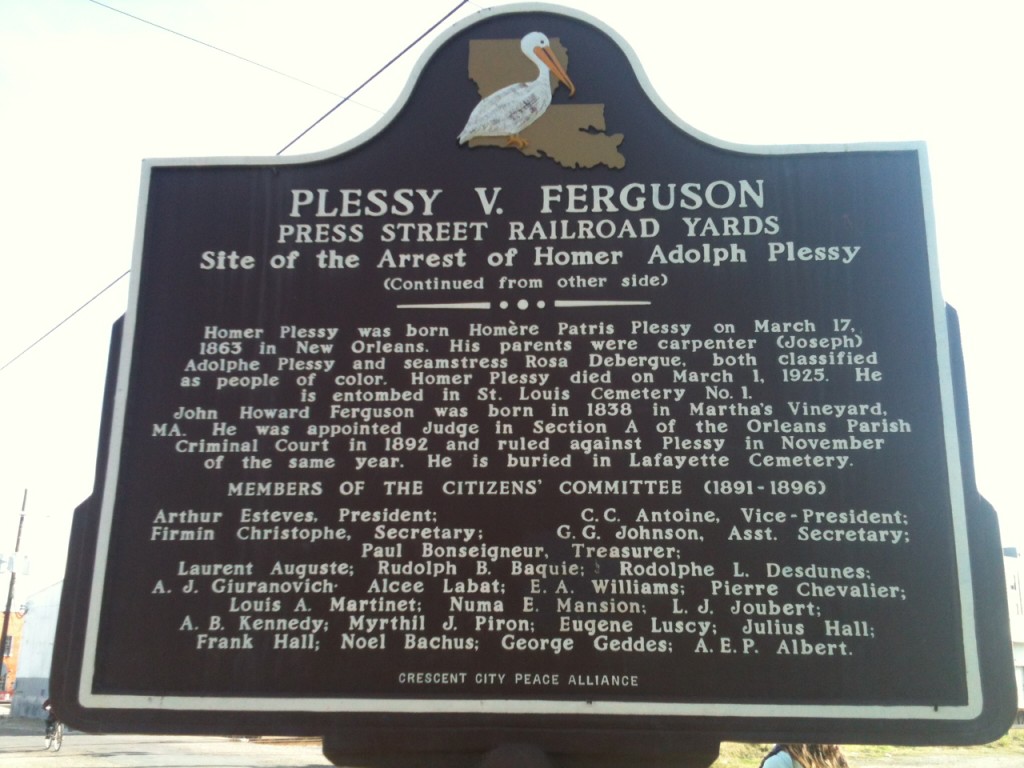 PLESSY V. FERGUSON
PRESS STREET RAILROAD YARDS
Site of the Arrest of Homer Adolph Plessy
(Continued from other side)
Homer Plessy was born Homère Patris Plessy on March 17,
1863 in New Orleans. His parents were carpenter (Joseph)
Adolphe Plessy and seamstress Rosa Debergue, both classified
as people of color. Homer Plessy died on March 1, 1925. He
is entombed in St. Louis Cemetery No. 1.
John Howard Ferguson was born in 1838 in Martha's Vineyard,
MA. He was appointed Judge in Section A of the Orleans Parish
Criminal Court in 1892 and ruled against Plessy in November
of the same year. He is buried in Lafayette Cemetery.
MEMBERS OF THE CITIZENS' COMMITTEE (1891-1896)
Arthur Esteves, President; C.C. Antoine, Vice-President;
Firmin Christophe, Secretary; G.G. Johnson, Asst. Secretary;
Paul Bonseigneur, Treasurer;
Laurent Auguste; Rudolph B. Baquie; Rodolphe L. Desdunes;
A. J. Giuranovich· Alcee Labat; E.A. Williams; Pierre Chevalier;
Louis A. Martinet; Numa E. Mansion; L.J. Joubert;
A.B. Kennedy; Myrthil J. Piron; Eugene Luscy; Julius Hall;
Frank Hall; Noel Bachus; George Geddes; A.E.P. Albert.
CRESCENT CITY PEACE ALLIANCE